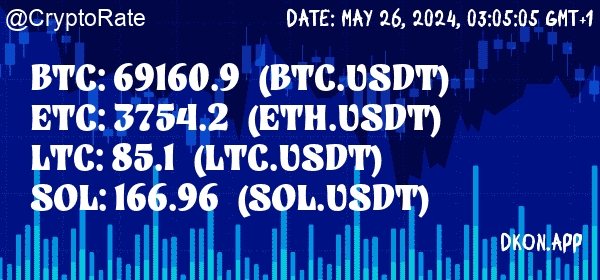 @CryptoRate
DATE: MAY 26, 2024, 03:05:05 GMT+1
BTC: 69160.9 (BTC.USDT)
ETC: 3754.2 (ETH.USDT)
LTC: 85.1 (LTC.USDT)
SOL: 166.96 (SOL.USDT)
DKON.APP